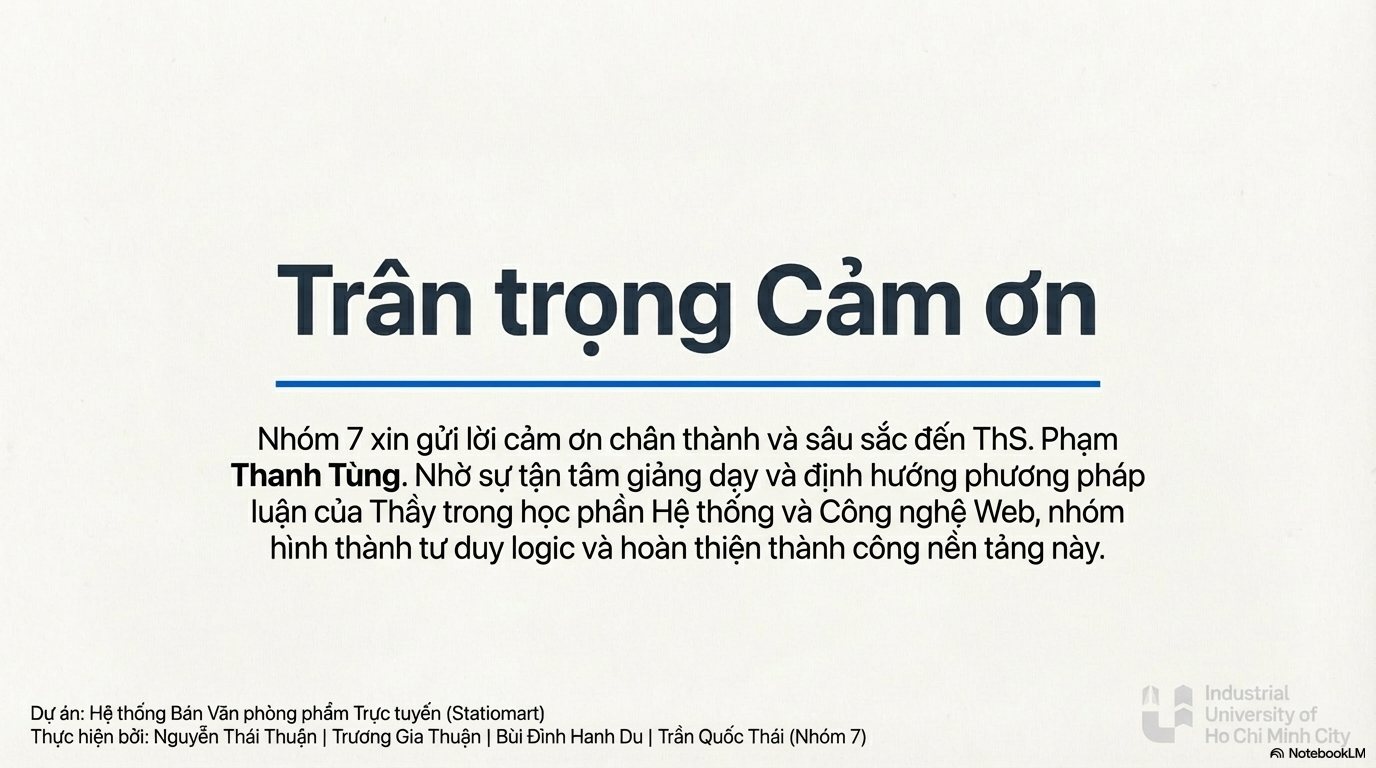 Trân trọng Cảm ơn
Nhóm 7 xin gửi lời cảm ơn chân thành và sâu sắc đến ThS. Phạm
Thanh Tùng. Nhờ sự tận tâm giảng dạy và định hướng phương pháp
luận của Thầy trong học phần Hệ thống và Công nghệ Web, nhóm
hình thành tư duy logic và hoàn thiện thành công nền tảng này.
Dự án: Hệ thống Bán Văn phòng phẩm Trực tuyến (Statiomart)
Thực hiện bởi: Nguyễn Thái Thuận | Trương Gia Thuận | Bùi Đình Hanh Du | Trần Quốc Thái (Nhóm 7)
Industrial
University of
Ho Chi Minh City
NotebookLM